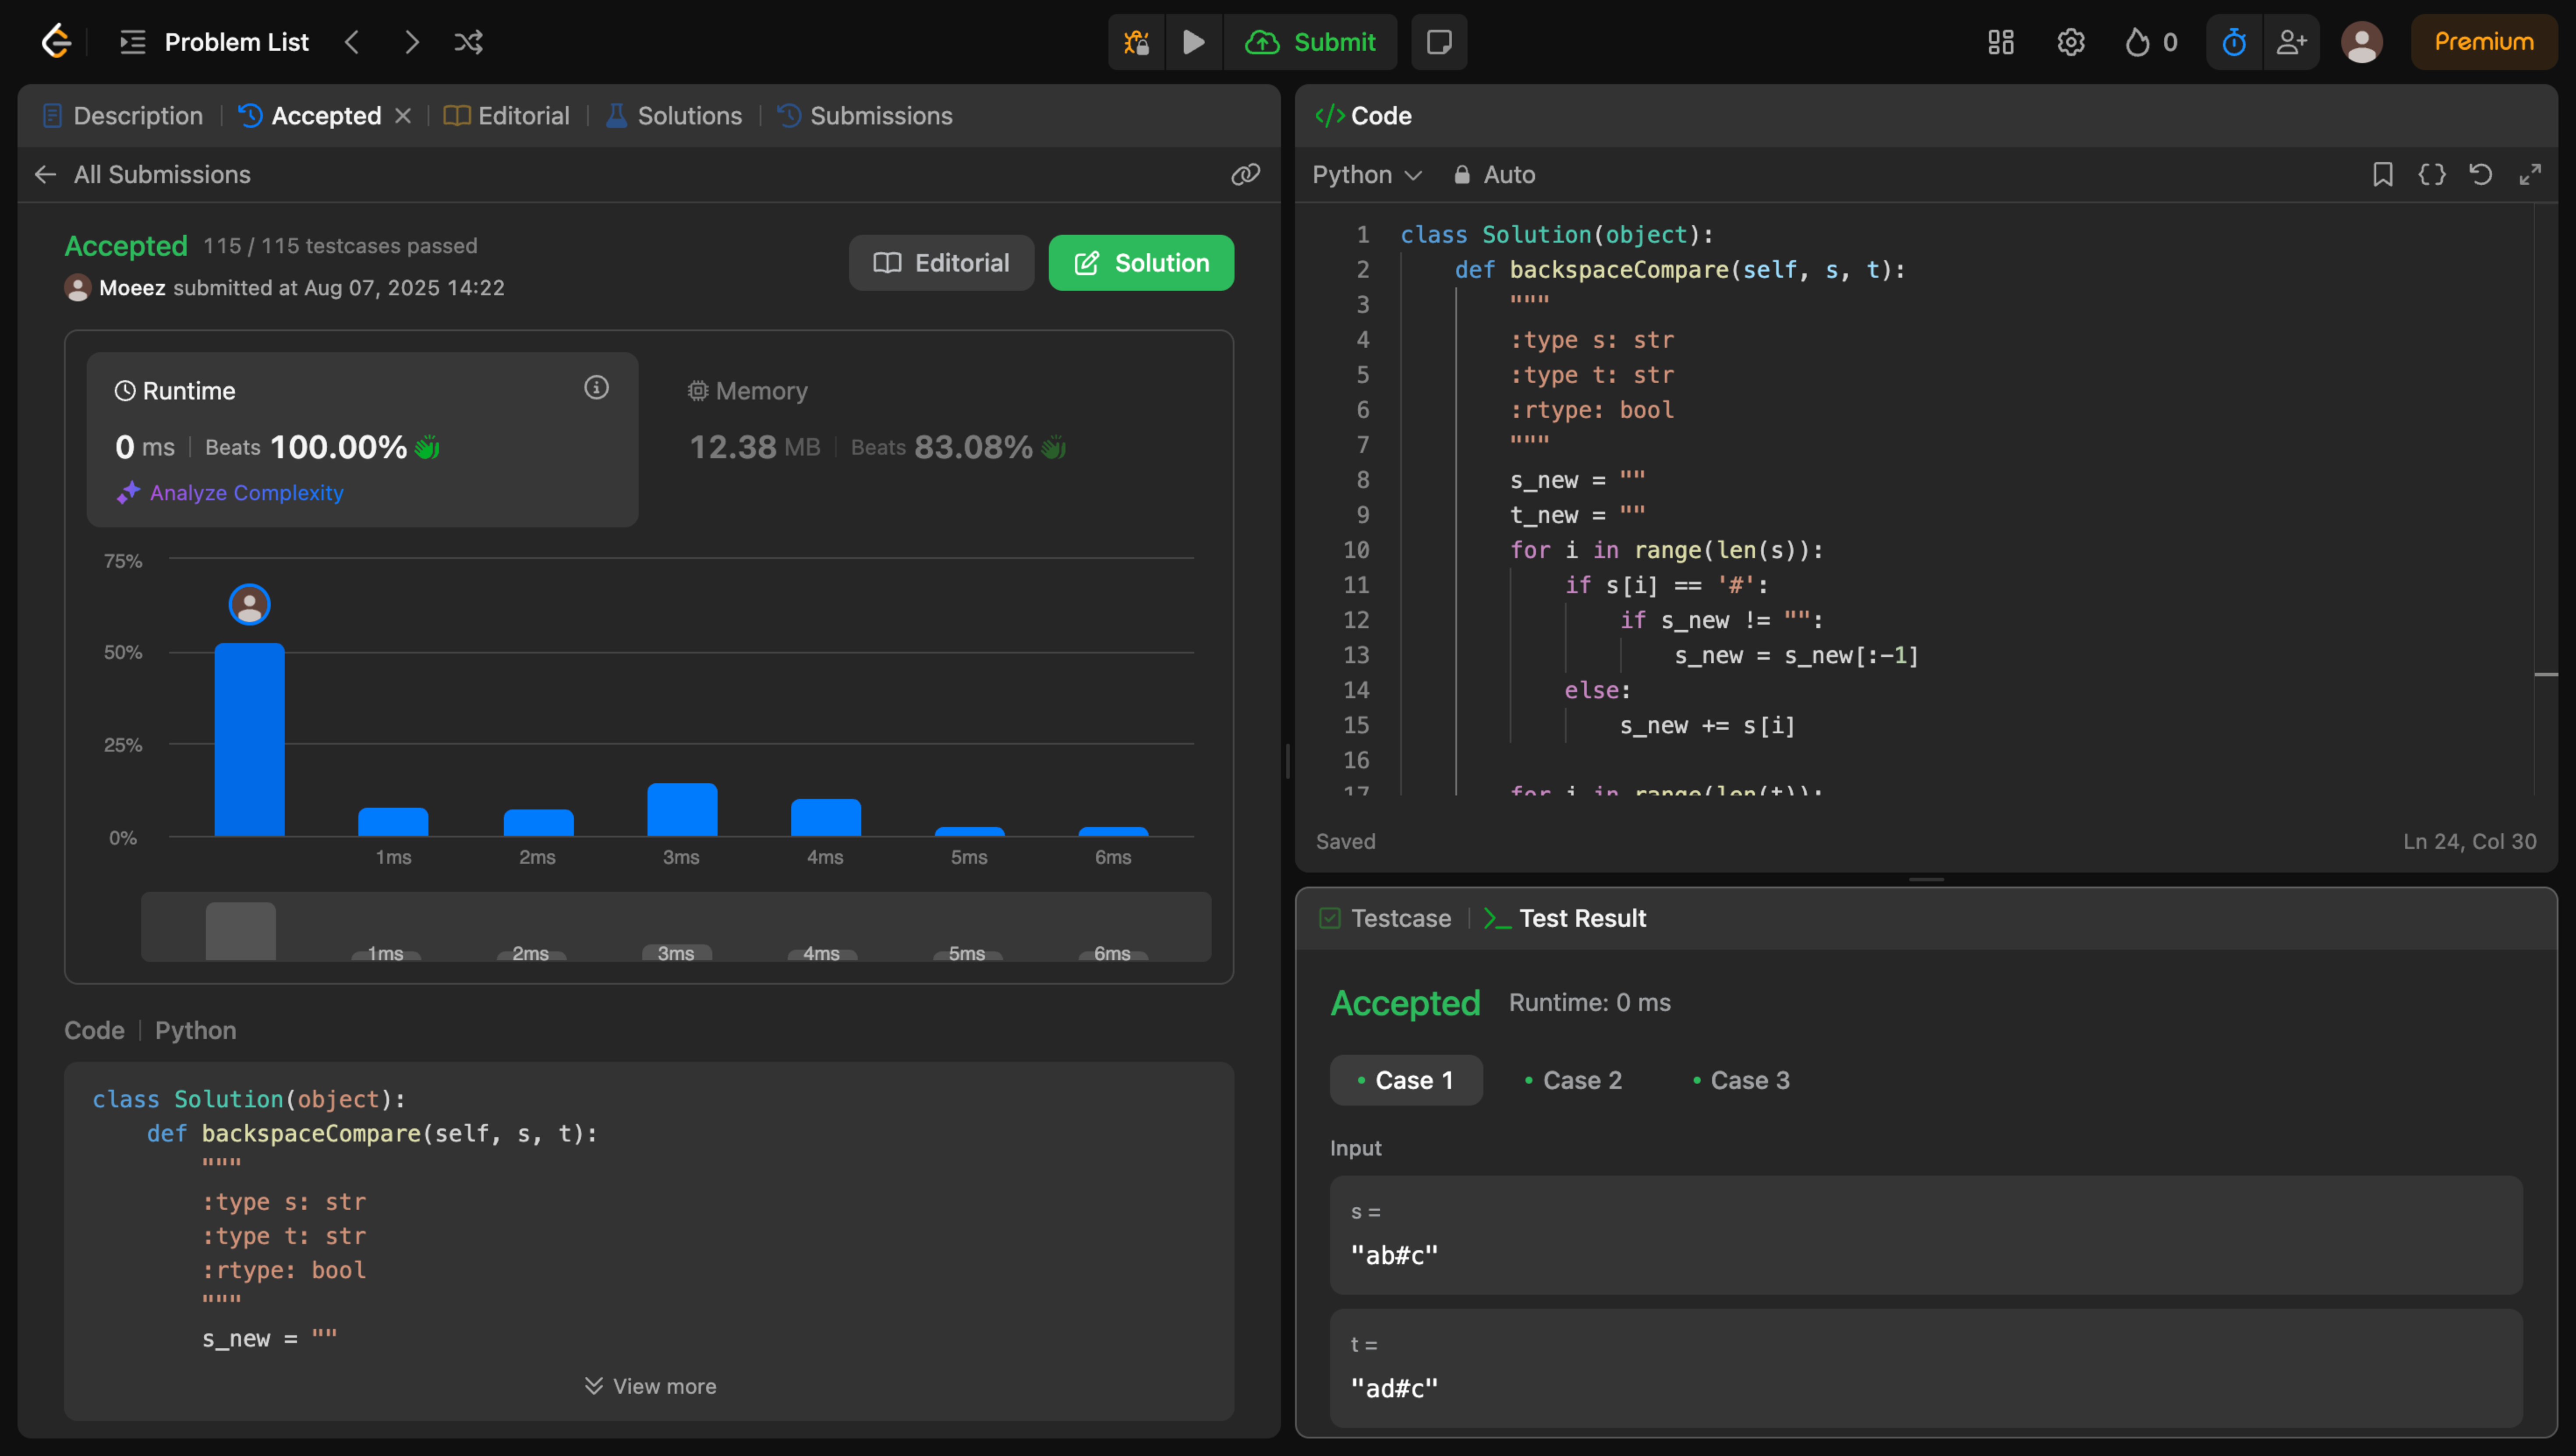 Problem List
Submit
0
Premium
Description
Accepted
Editorial
Solutions
Submissions
All Submissions
Accepted 115 / 115 testcases passed
Moeez submitted at Aug 07, 2025 14:22
Editorial
Solution
Runtime
0 ms Beats 100.00%
Analyze Complexity
Memory
12.38 MB Beats 83.08%
75%
50%
25%
0%
1ms 2ms 3ms 4ms 5ms 6ms
1ms 2ms 3ms 4ms 5ms 6ms
Code Python
class Solution(object):
def backspaceCompare(self, s, t):
"""
:type s: str
:type t: str
:rtype: bool
"""
s_new = ""
View more
</> Code
Python
Auto
1 class Solution(object):
2 def backspaceCompare(self, s, t):
3 """
4 :type s: str
5 :type t: str
6 :rtype: bool
7 """
8 s_new = ""
9 t_new = ""
10 for i in range(len(s)):
11 if s[i] == '#':
12 if s_new != "":
13 s_new = s_new[:-1]
14 else:
15 s_new += s[i]
16
17 for i in range(len(t)):
Saved
Ln 24, Col 30
Testcase
>_ Test Result
Accepted Runtime: 0 ms
• Case 1 • Case 2 • Case 3
Input
s =
"ab#c"
t =
"ad#c"